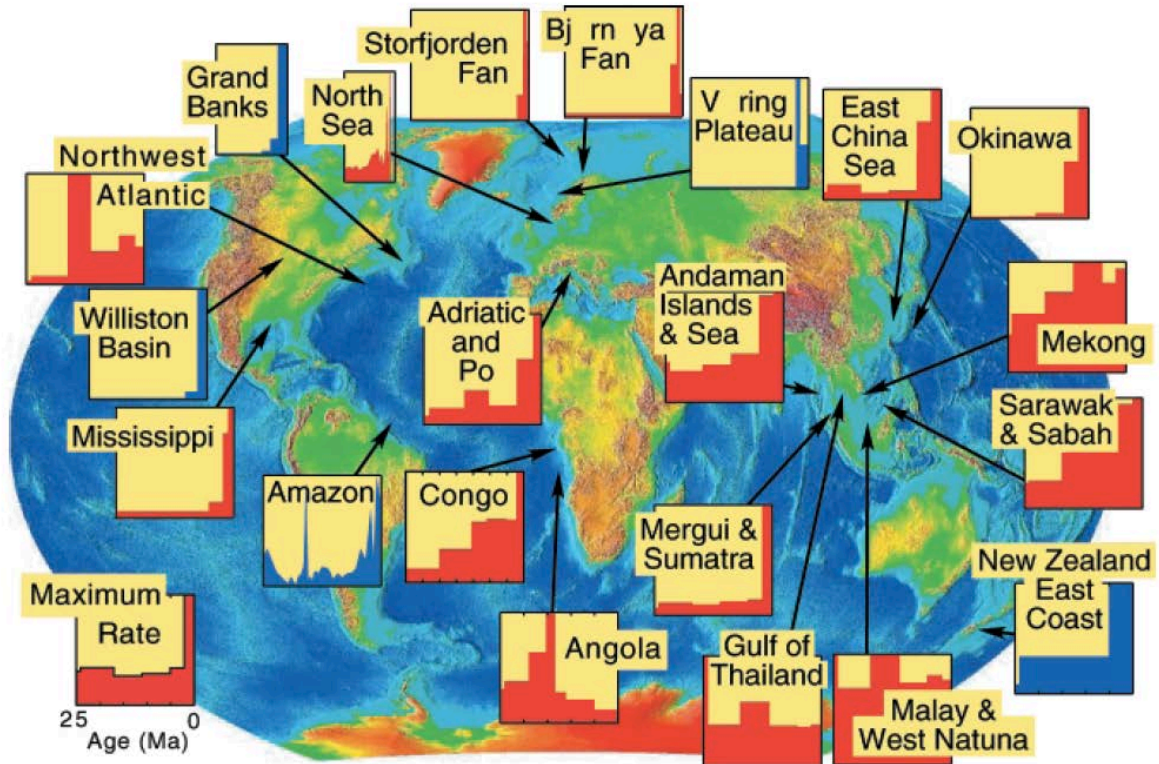 Storfjorden
Fan
Bj rn ya
Fan
Grand
Banks
North
Sea
V ring
Plateau
East
China
Sea
Okinawa
Northwest
Atlantic
Williston
Basin
Adriatic
and
Po
Andaman
Islands
& Sea
Mekong
Mississippi
Sarawak
& Sabah
Amazon
Congo
Mergui &
Sumatra
New Zealand
East
Coast
Maximum
Rate
Angola
Gulf of
Thailand
Malay &
West Natuna
25 0
Age (Ma)